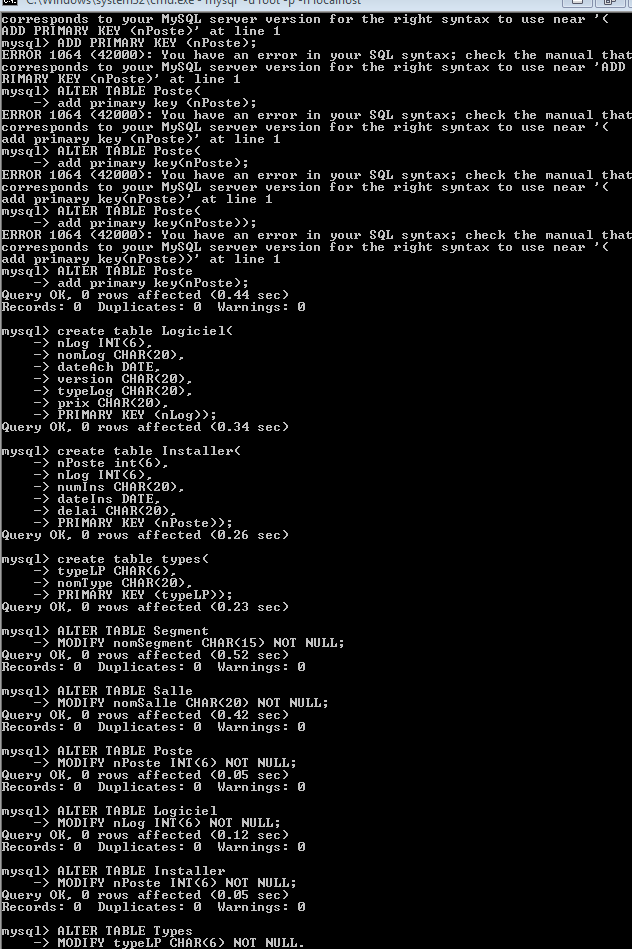 C:\Windows\system32\cmd.exe - mysql -u root -p -h localhost
corresponds to your MySQL server version for the right syntax to use near '(
ADD PRIMARY KEY (nPoste)' at line 1
mysql> ADD PRIMARY KEY (nPoste);
ERROR 1064 (42000): You have an error in your SQL syntax; check the manual that
corresponds to your MySQL server version for the right syntax to use near 'ADD
RIMARY KEY (nPoste)' at line 1
mysql> ALTER TABLE Poste(
    -> add primary key (nPoste);
ERROR 1064 (42000): You have an error in your SQL syntax; check the manual that
corresponds to your MySQL server version for the right syntax to use near '(
add primary key (nPoste)' at line 1
mysql> ALTER TABLE Poste(
    -> add primary key(nPoste);
ERROR 1064 (42000): You have an error in your SQL syntax; check the manual that
corresponds to your MySQL server version for the right syntax to use near '(
add primary key(nPoste)' at line 1
mysql> ALTER TABLE Poste(
    -> add primary key(nPoste));
ERROR 1064 (42000): You have an error in your SQL syntax; check the manual that
corresponds to your MySQL server version for the right syntax to use near '(
add primary key(nPoste))' at line 1
mysql> ALTER TABLE Poste
    -> add primary key(nPoste);
Query OK, 0 rows affected (0.44 sec)
Records: 0  Duplicates: 0  Warnings: 0
mysql> create table Logiciel(
    -> nLog INT(6),
    -> nomLog CHAR(20),
    -> dateAch DATE,
    -> version CHAR(20),
    -> typeLog CHAR(20),
    -> prix CHAR(20),
    -> PRIMARY KEY (nLog));
Query OK, 0 rows affected (0.34 sec)
mysql> create table Installer(
    -> nPoste int(6),
    -> nLog INT(6),
    -> numIns CHAR(20),
    -> dateIns DATE,
    -> delai CHAR(20),
    -> PRIMARY KEY (nPoste));
Query OK, 0 rows affected (0.26 sec)
mysql> create table types(
    -> typeLP CHAR(6),
    -> nomType CHAR(20),
    -> PRIMARY KEY (typeLP));
Query OK, 0 rows affected (0.23 sec)
mysql> ALTER TABLE Segment
    -> MODIFY nomSegment CHAR(15) NOT NULL;
Query OK, 0 rows affected (0.52 sec)
Records: 0  Duplicates: 0  Warnings: 0
mysql> ALTER TABLE Salle
    -> MODIFY nomSalle CHAR(20) NOT NULL;
Query OK, 0 rows affected (0.42 sec)
Records: 0  Duplicates: 0  Warnings: 0
mysql> ALTER TABLE Poste
    -> MODIFY nPoste INT(6) NOT NULL;
Query OK, 0 rows affected (0.05 sec)
Records: 0  Duplicates: 0  Warnings: 0
mysql> ALTER TABLE Logiciel
    -> MODIFY nLog INT(6) NOT NULL;
Query OK, 0 rows affected (0.12 sec)
Records: 0  Duplicates: 0  Warnings: 0
mysql> ALTER TABLE Installer
    -> MODIFY nPoste INT(6) NOT NULL;
Query OK, 0 rows affected (0.05 sec)
Records: 0  Duplicates: 0  Warnings: 0
mysql> ALTER TABLE Types
    -> MODIFY typeLP CHAR(6) NOT NULL.